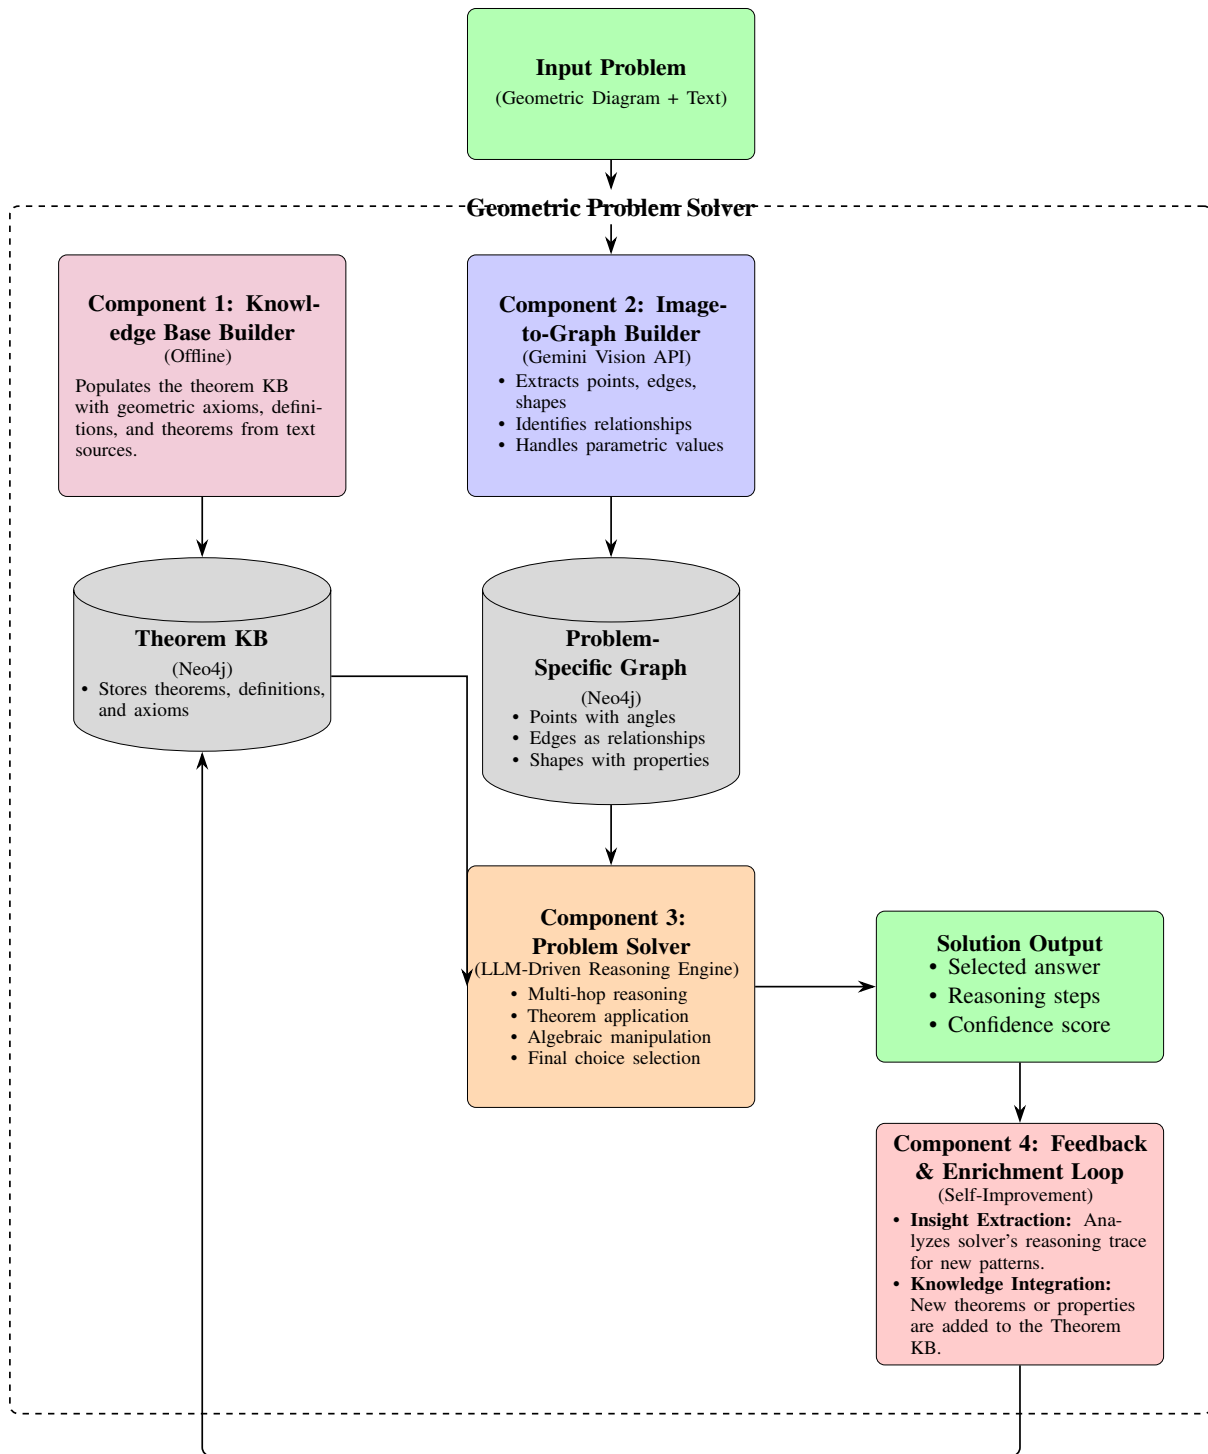 Input Problem
(Geometric Diagram + Text)
Geometric Problem Solver
Component 1: Knowl-
edge Base Builder
(Offline)
Populates the theorem KB
with geometric axioms, defini-
tions, and theorems from text
sources.
Component 2: Image-
to-Graph Builder
(Gemini Vision API)
• Extracts points, edges,
shapes
• Identifies relationships
• Handles parametric values
Theorem KB
(Neo4j)
• Stores theorems, definitions,
and axioms
Problem-
Specific Graph
(Neo4j)
• Points with angles
• Edges as relationships
• Shapes with properties
Component 3:
Problem Solver
(LLM-Driven Reasoning Engine)
• Multi-hop reasoning
• Theorem application
• Algebraic manipulation
• Final choice selection
Solution Output
• Selected answer
• Reasoning steps
• Confidence score
Component 4: Feedback
& Enrichment Loop
(Self-Improvement)
• Insight Extraction: Ana-
lyzes solver's reasoning trace
for new patterns.
• Knowledge Integration:
New theorems or properties
are added to the Theorem
KB.